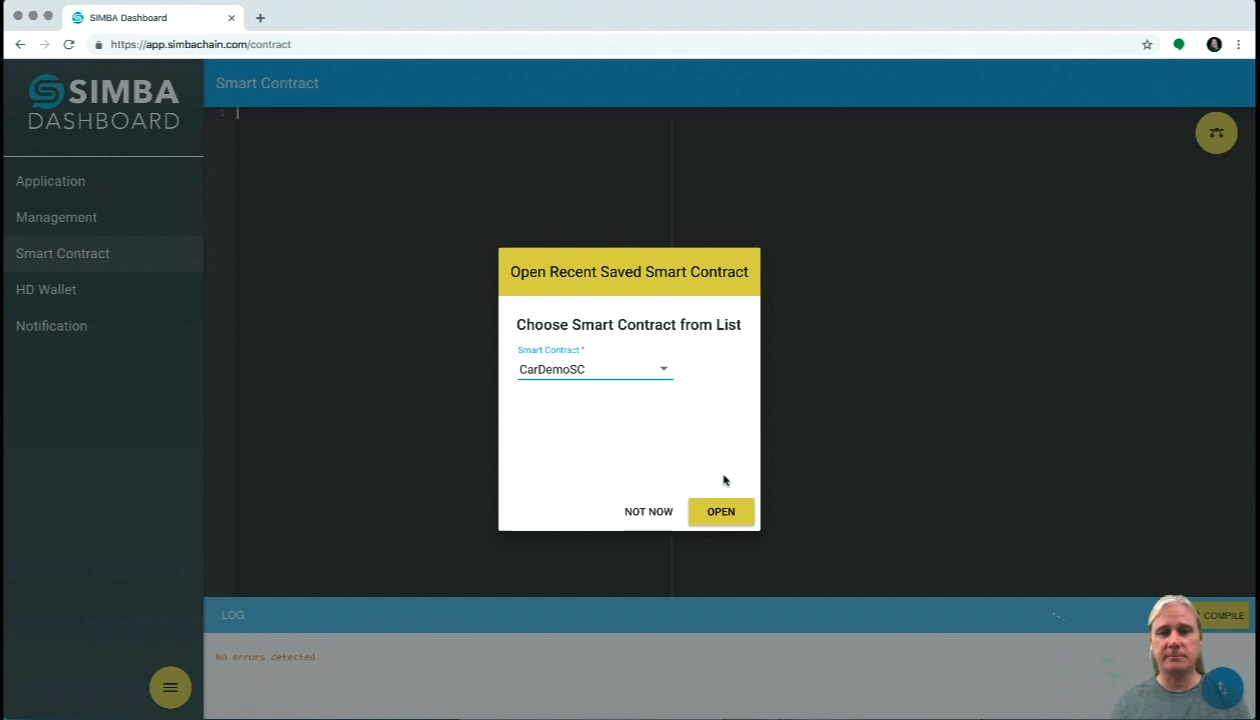 SIMBA Dashboard
https://app.simbachain.com/contract
SIMBA
DASHBOARD
Smart Contract
1
Application
Management
Smart Contract
HD Wallet
Notification
Open Recent Saved Smart Contract
Choose Smart Contract from List
Smart Contract *
CarDemoSC
NOT NOW
OPEN
LOG
COMPILE
No errors detected